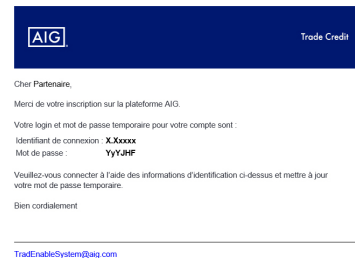 AIG
Trade Credit
Cher Partenaire,
Merci de votre inscription sur la plateforme AIG.
Votre login et mot de passe temporaire pour votre compte sont :
Identifiant de connexion : X.Xxxxx
Mot de passe : YyYJHF
Veuillez-vous connecter à l'aide des informations d'identification ci-dessus et mettre à jour
votre mot de passe temporaire.
Bien cordialement
TradEnableSystem@aig.com